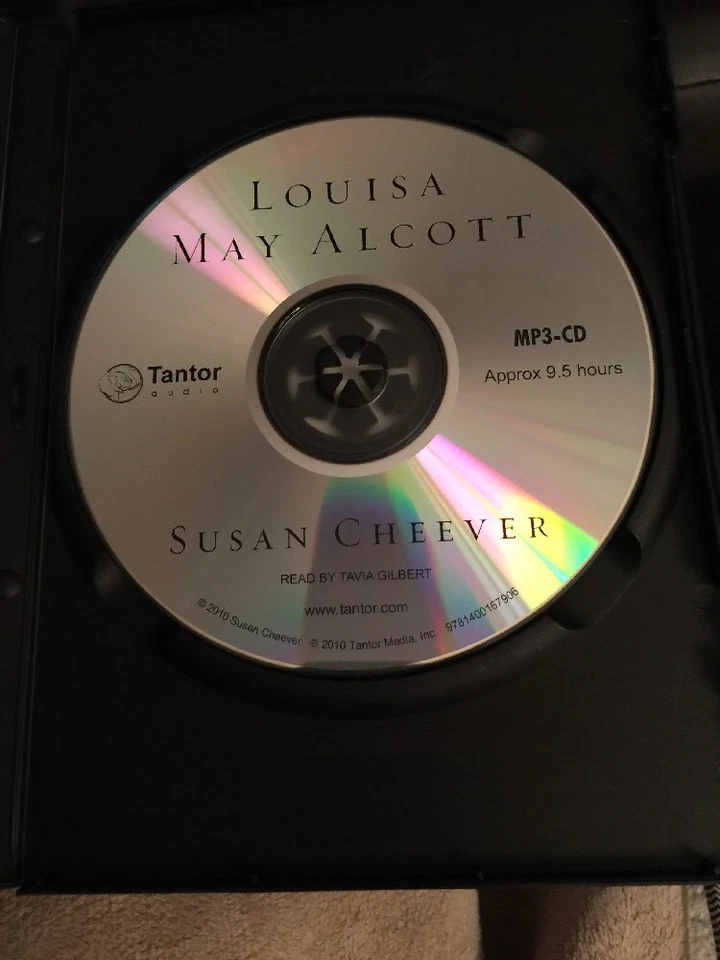 LOUISA
MAY ALCOTT
MP3-CD
Approx 9.5 hours
Tantor
audio
SUSAN CHEEVER
READ BY TAVIA GILBERT
www.tantor.com
© 2010 Susan Cheever ℗ 2010 Tantor Media, Inc 9781400167906